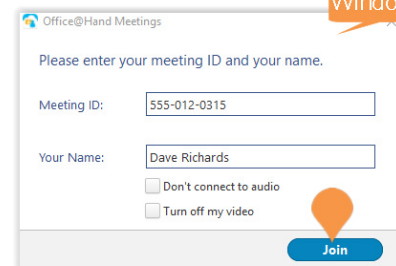 Office@Hand Meetings
Please enter your meeting ID and your name.
Meeting ID: 555-012-0315
Your Name: Dave Richards
Don't connect to audio
Turn off my video
Join